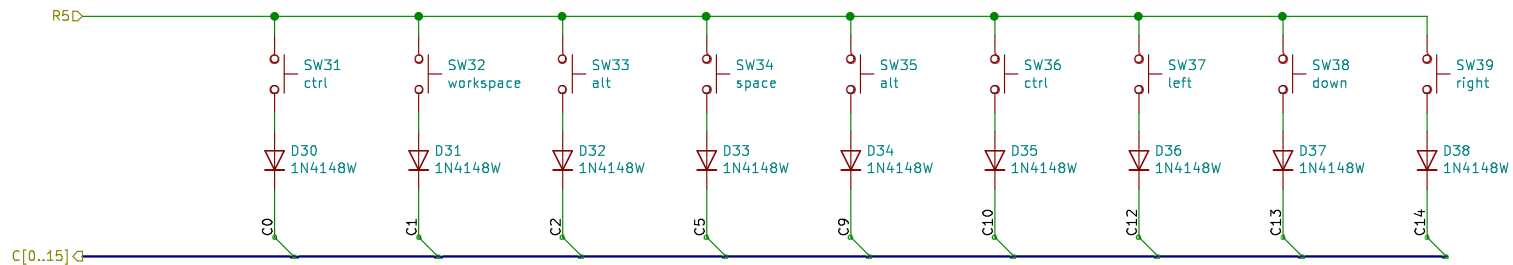 R5
SW31
ctrl
SW32
workspace
SW33
alt
SW34
space
SW35
alt
SW36
ctrl
SW37
left
SW38
down
SW39
right
D30
1N4148W
D31
1N4148W
D32
1N4148W
D33
1N4148W
D34
1N4148W
D35
1N4148W
D36
1N4148W
D37
1N4148W
D38
1N4148W
C0
C1
C2
C5
C9
C10
C12
C13
C14
C[0..15]